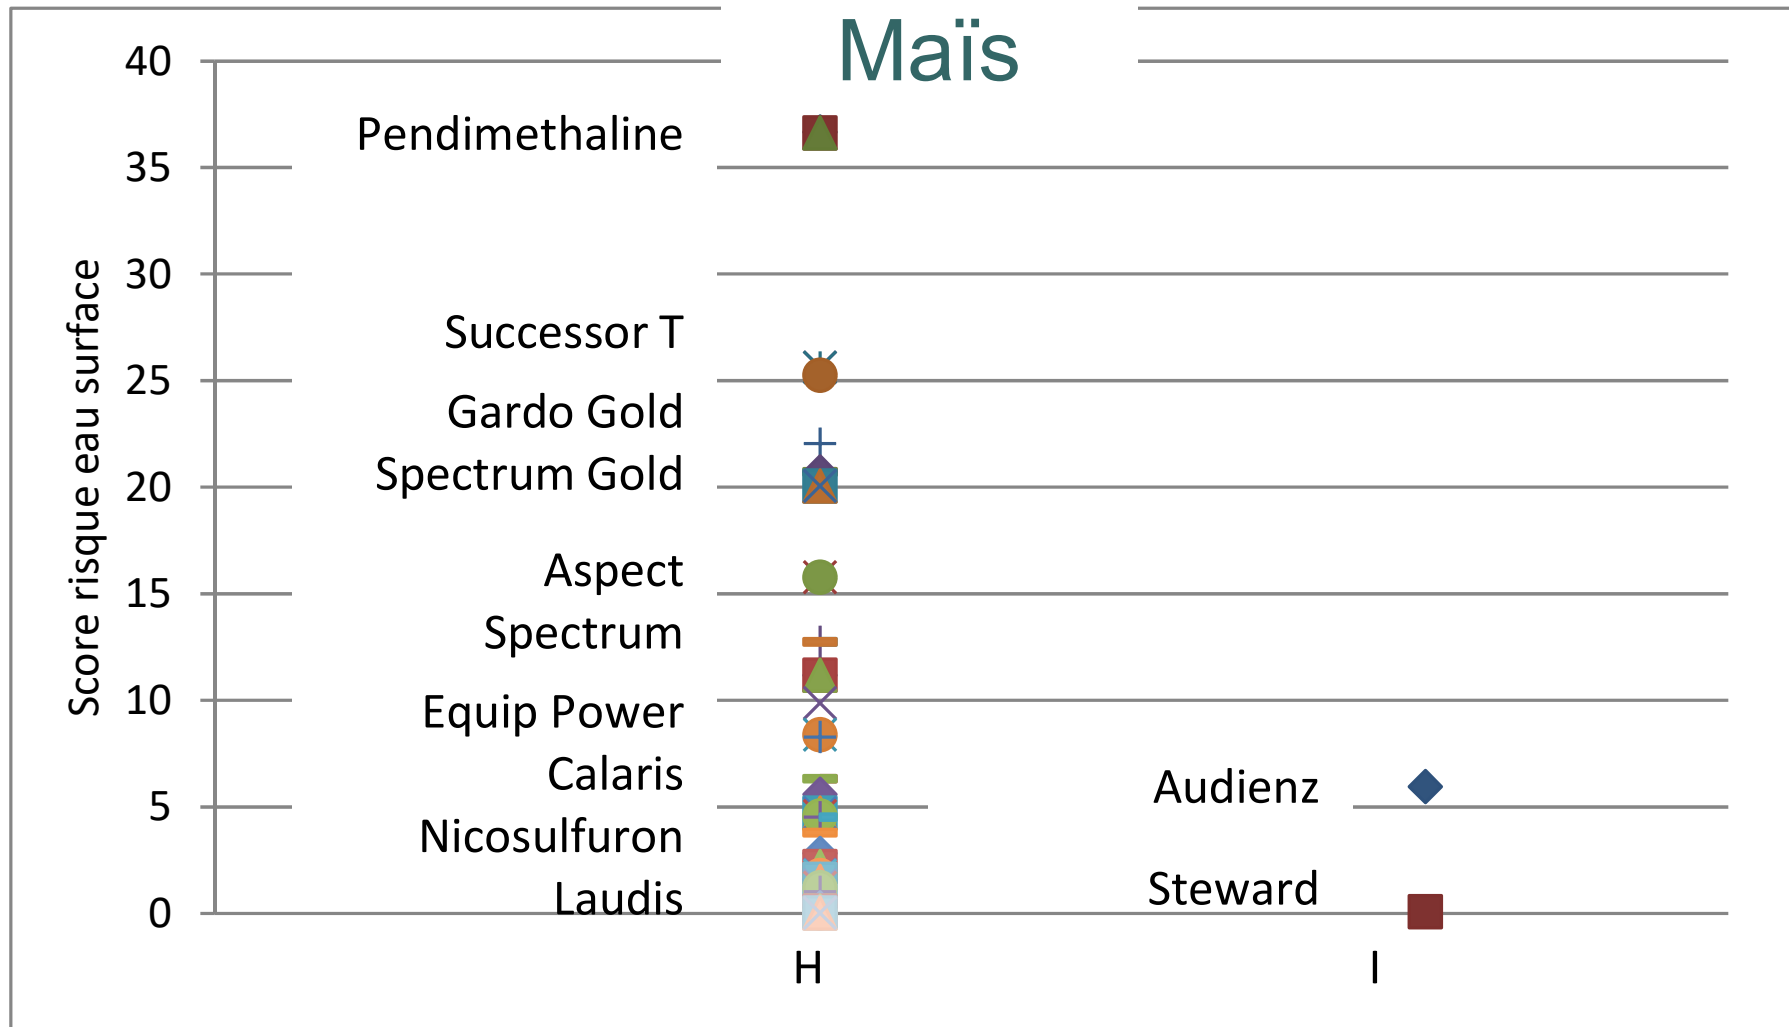 Maïs
Score risque eau surface
40
35
30
25
20
15
10
5
0
Pendimethaline
Successor T
Gardo Gold
Spectrum Gold
Aspect
Spectrum
Equip Power
Calaris
Nicosulfuron
Laudis
Audienz
Steward
H
I